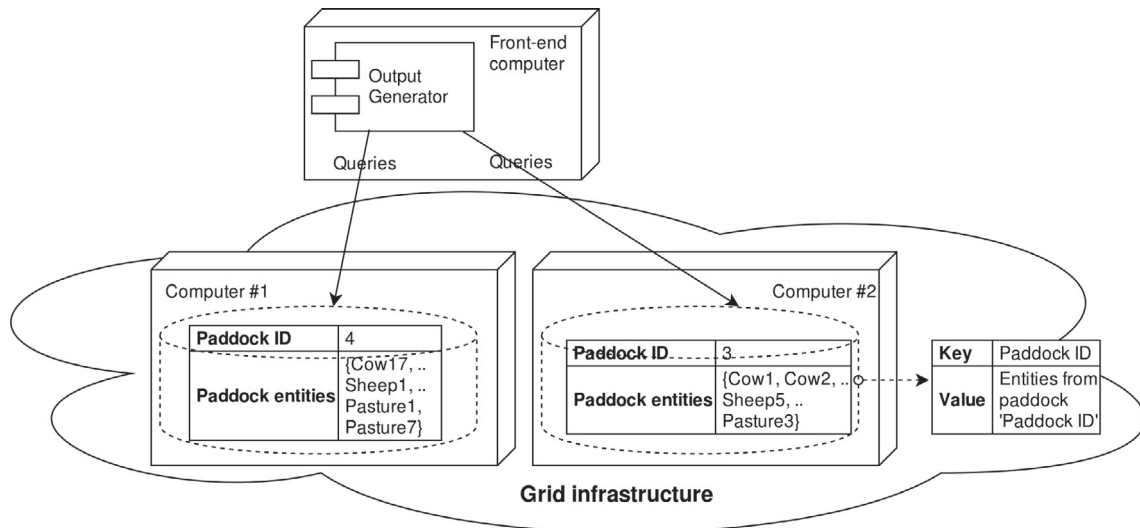 Front-end
computer
Output
Generator
Queries
Queries
Computer #1
Paddock ID
4
Paddock entities
{Cow17, ..
Sheep1, ..
Pasture1,
Pasture7}
Computer #2
Paddock ID
3
Paddock entities
{Cow1, Cow2, ..
Sheep5, ..
Pasture3}
Key
Paddock ID
Value
Entities from
paddock
'Paddock ID'
Grid infrastructure